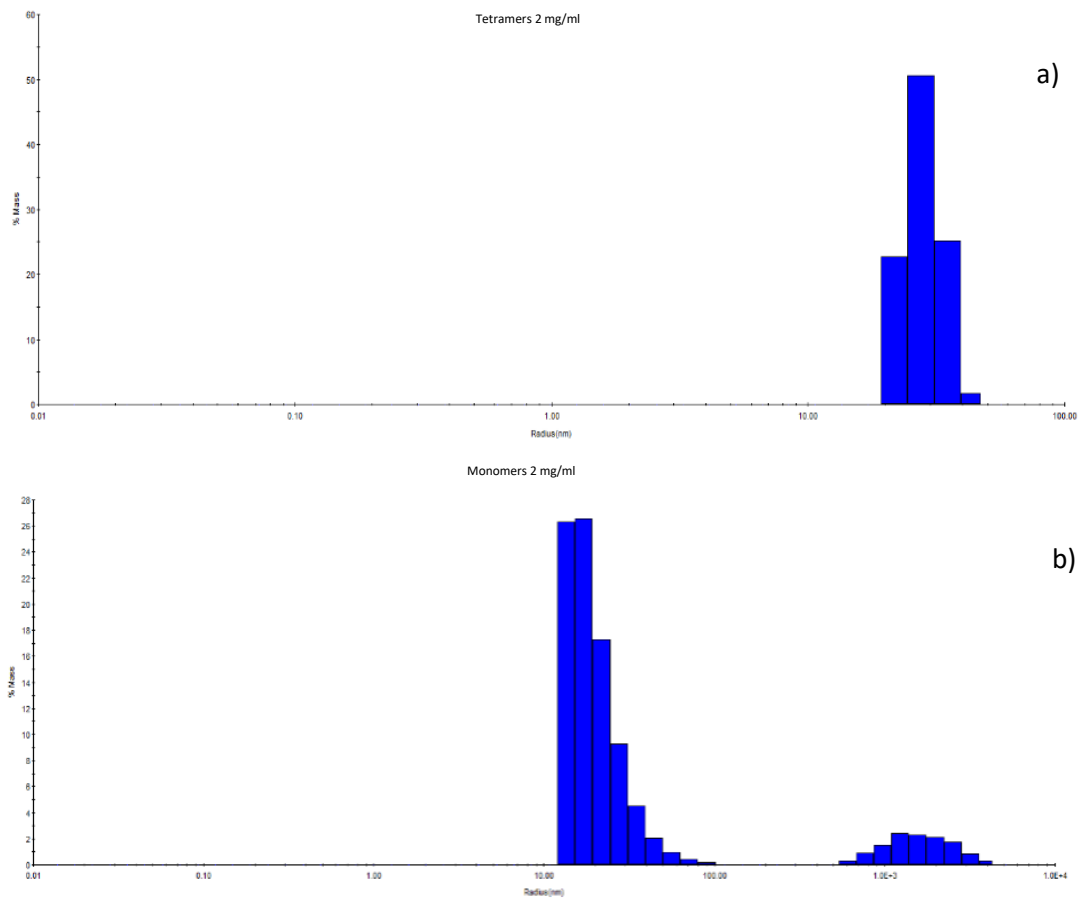 Tetramers 2 mg/ml
a)
60
50
40
30
20
10
0
% Mass
0.01 0.10 1.00 10.00 100.00
Radius(nm)
Monomers 2 mg/ml
b)
28
26
24
22
20
18
16
14
12
10
8
6
4
2
0
% Mass
0.01 0.10 1.00 10.00 100.00 1.0E+3 1.0E+4
Radius(nm)